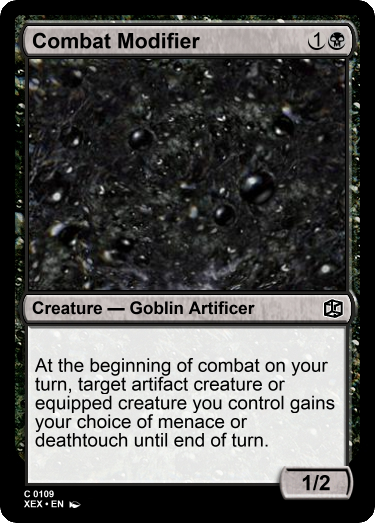 Combat Modifier 1
Creature — Goblin Artificer
At the beginning of combat on your
turn, target artifact creature or
equipped creature you control gains
your choice of menace or
deathtouch until end of turn.
1/2
C 0109
XEX • EN